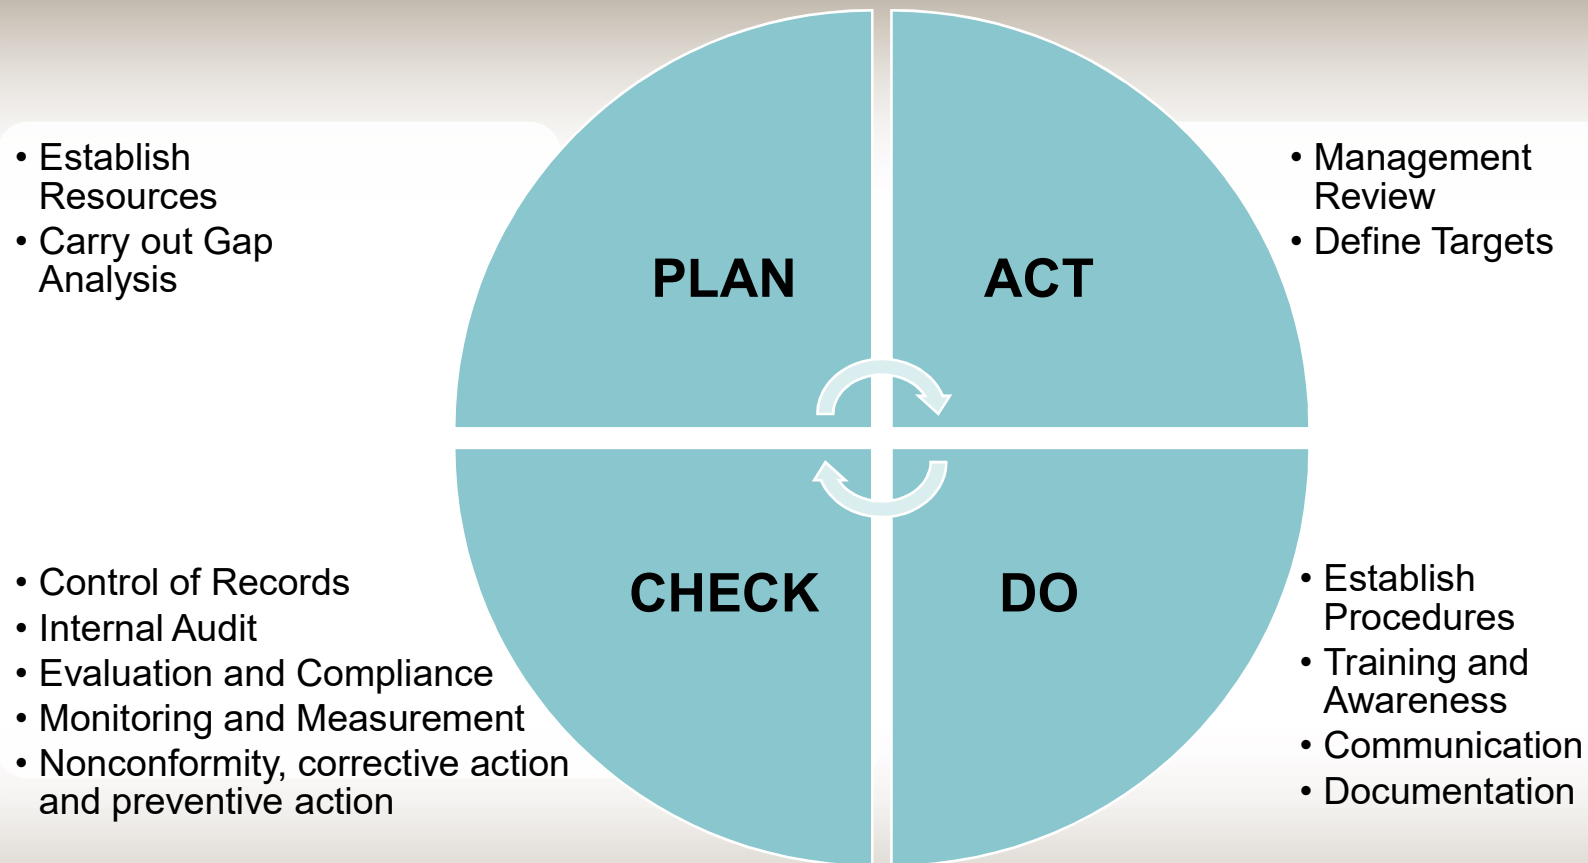 • Establish
Resources
• Carry out Gap
Analysis
PLAN
ACT
• Management
Review
• Define Targets
• Control of Records
• Internal Audit
• Evaluation and Compliance
• Monitoring and Measurement
• Nonconformity, corrective action
and preventive action
CHECK
DO
• Establish
Procedures
• Training and
Awareness
• Communication
• Documentation